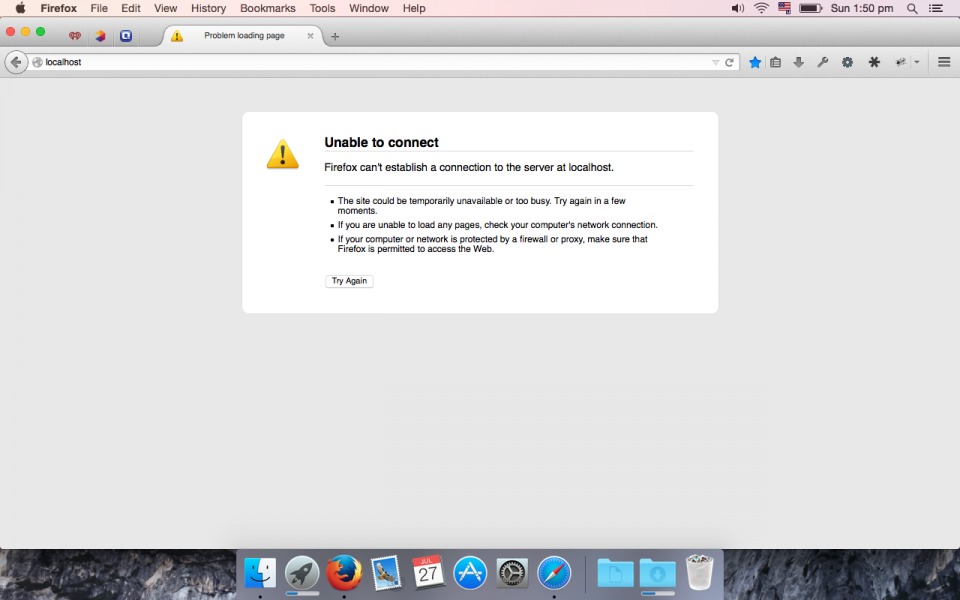 Firefox File Edit View History Bookmarks Tools Window Help Sun 1:50 pm
Problem loading page
localhost
Unable to connect
Firefox can't establish a connection to the server at localhost.
The site could be temporarily unavailable or too busy. Try again in a few
moments.
If you are unable to load any pages, check your computer's network connection.
If your computer or network is protected by a firewall or proxy, make sure that
Firefox is permitted to access the Web.
Try Again
JUL
27